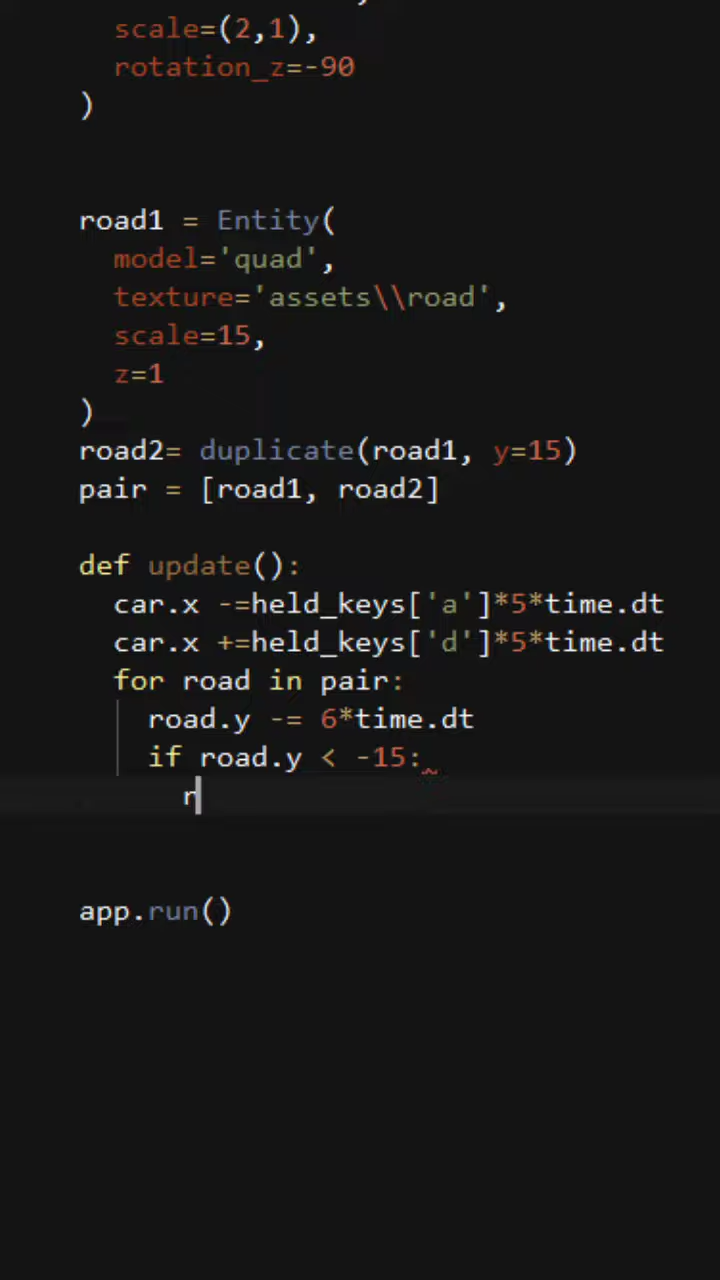 scale=(2,1),
rotation_z=-90
)
road1 = Entity(
model='quad',
texture='assets\\road',
scale=15,
z=1
)
road2= duplicate(road1, y=15)
pair = [road1, road2]
def update():
car.x -=held_keys['a']*5*time.dt
car.x +=held_keys['d']*5*time.dt
for road in pair:
road.y -= 6*time.dt
if road.y < -15:
r
app.run()